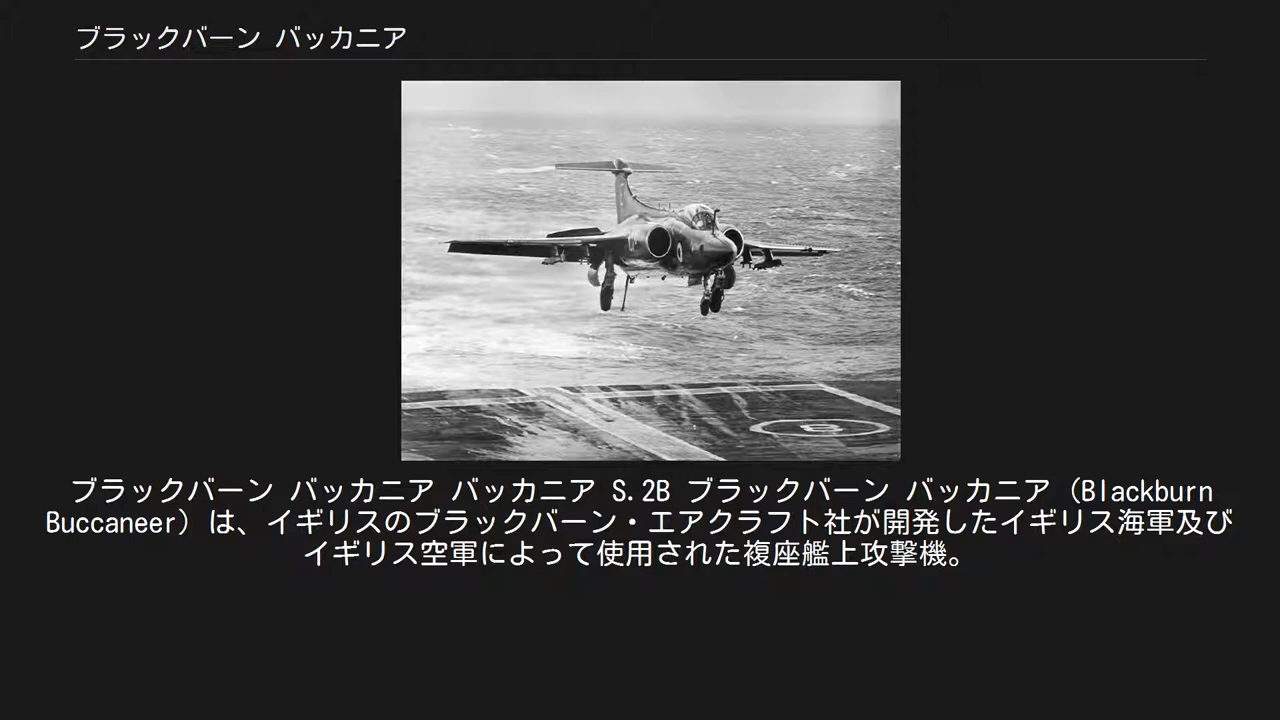 ブラックバーン バッカニア
ブラックバーン バッカニア バッカニア S.2B ブラックバーン バッカニア（Blackburn
Buccaneer）は、イギリスのブラックバーン・エアクラフト社が開発したイギリス海軍及び
イギリス空軍によって使用された複座艦上攻撃機。